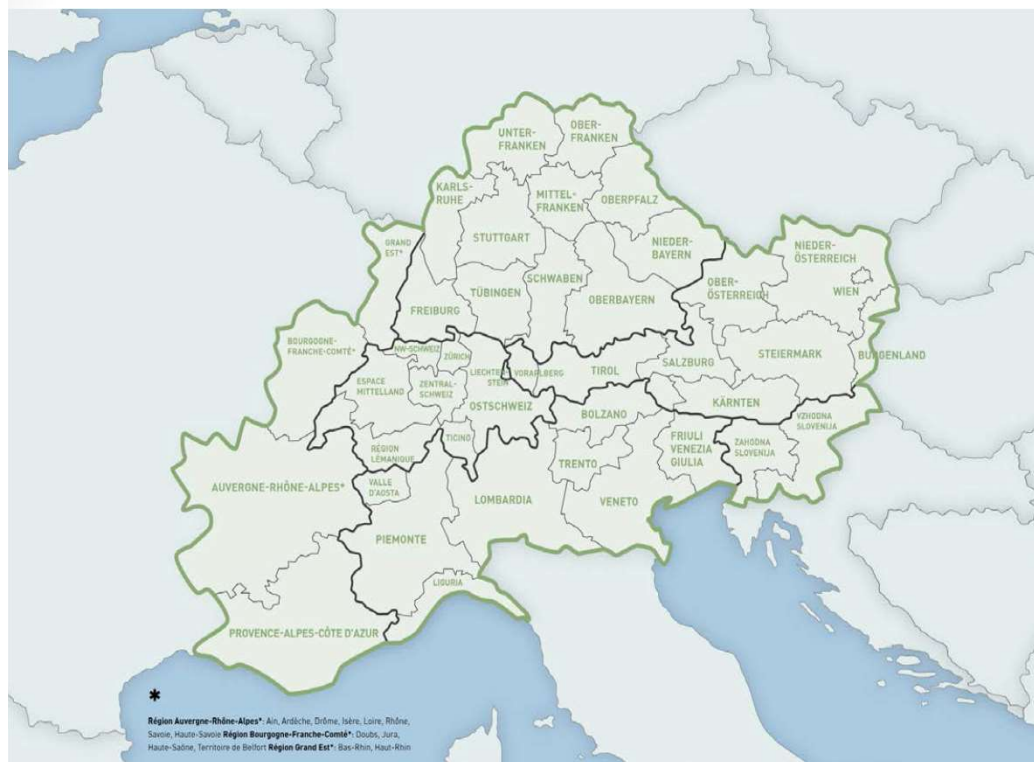 UNTER-
FRANKEN
OBER-
FRANKEN
KARLS-
RUHE
MITTEL-
FRANKEN
OBERPFALZ
GRAND
EST*
STUTTGART
NIEDER-
BAYERN
NIEDER-
ÖSTERREICH
SCHWABEN
OBER-
ÖSTERREICH
WIEN
TÜBINGEN
OBERBAYERN
FREIBURG
BOURGOGNE-
FRANCHE-COMTÉ*
NW-SCHWEIZ
ZÜRICH
STEIERMARK
BURGENLAND
SALZBURG
LIECHTEN-
STEIN
VORARLBERG
TIROL
ESPACE
MITTELLAND
ZENTRAL-
SCHWEIZ
KÄRNTEN
OSTSCHWEIZ
BOLZANO
VZHODNA
SLOVENIJA
TICINO
FRIULI
VENEZIA
GIULIA
ZAHODNA
SLOVENIJA
RÉGION
LÉMANIQUE
TRENTO
AUVERGNE-RHÔNE-ALPES*
VALLE
D'AOSTA
LOMBARDIA
VENETO
PIEMONTE
LIGURIA
PROVENCE-ALPES-CÔTE D'AZUR
*
Région Auvergne-Rhône-Alpes*: Ain, Ardèche, Drôme, Isère, Loire, Rhône,
Savoie, Haute-Savoie Région Bourgogne-Franche-Comté*: Doubs, Jura,
Haute-Saône, Territoire de Belfort Région Grand Est*: Bas-Rhin, Haut-Rhin